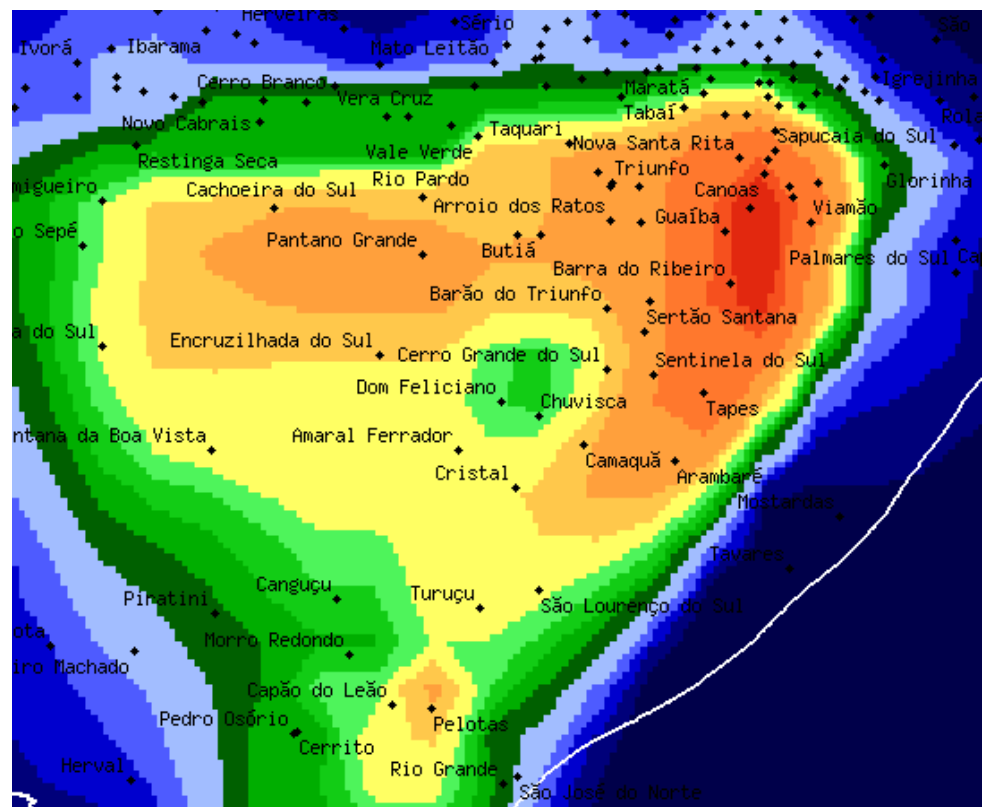 Herveiras
Sério
São
Ivorá
Ibarama
Mato Leitão
Igrejinha
Cerro Branco
Maratá
Vera Cruz
Tabaí
Rola
Novo Cabrais
Taquari
Nova Santa Rita
Sapucaia do Sul
Restinga Seca
Vale Verde
Triunfo
Glorinha
migueiro
Cachoeira do Sul
Rio Pardo
Canoas
Arroio dos Ratos
Guaíba
Viamão
o Sepé
Pantano Grande
Butiá
Palmares do Sul
Ca
Barra do Ribeiro
Barão do Triunfo
Sertão Santana
a do Sul
Encruzilhada do Sul
Cerro Grande do Sul
Sentinela do Sul
Dom Feliciano
Chuvisca
Tapes
ntana da Boa Vista
Amaral Ferrador
Camaquã
Cristal
Arambaré
Mostardas
Tavares
Canguçu
Turuçu
Piratini
São Lourenço do Sul
ota
Morro Redondo
iro Machado
Capão do Leão
Pedro Osório
Pelotas
Cerrito
Herval
Rio Grande
São José do Norte